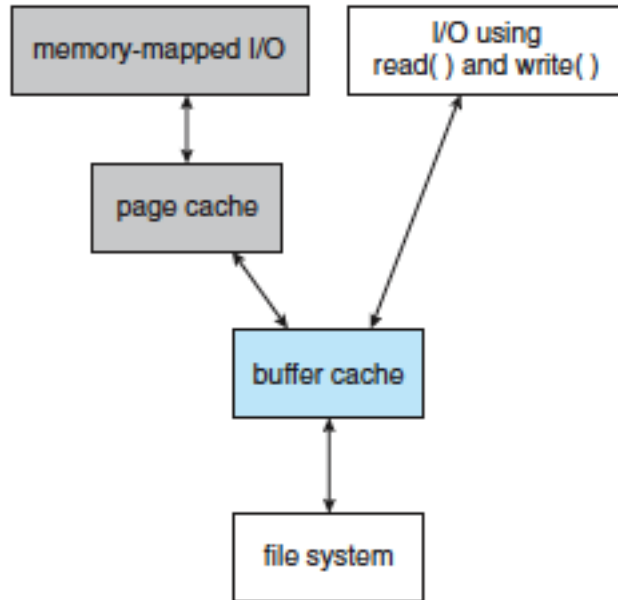 memory-mapped I/O
I/O using
read( ) and write( )
page cache
buffer cache
file system